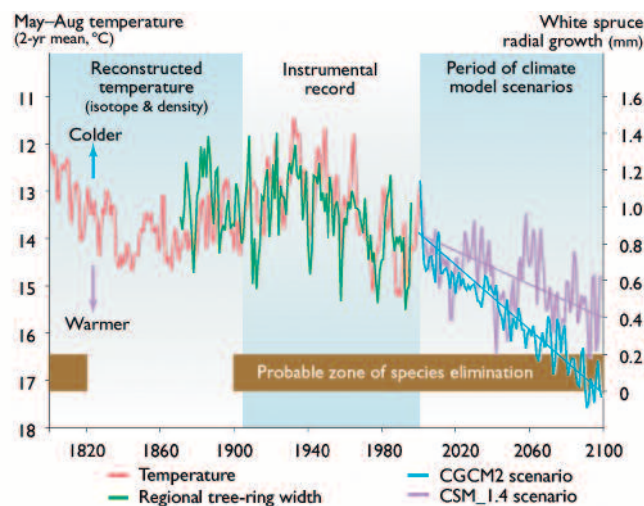 May–Aug temperature
(2-yr mean, °C)
White spruce
radial growth (mm)
Reconstructed
temperature
(isotope & density)
Instrumental
record
Period of climate
model scenarios
Colder
Warmer
11
12
13
14
15
16
17
18
1.6
1.4
1.2
1.0
0.8
0.6
0.4
0.2
0
Probable zone of species elimination
1820 1860 1900 1940 1980 2020 2060 2100
Temperature
Regional tree-ring width
CGCM2 scenario
CSM_1.4 scenario